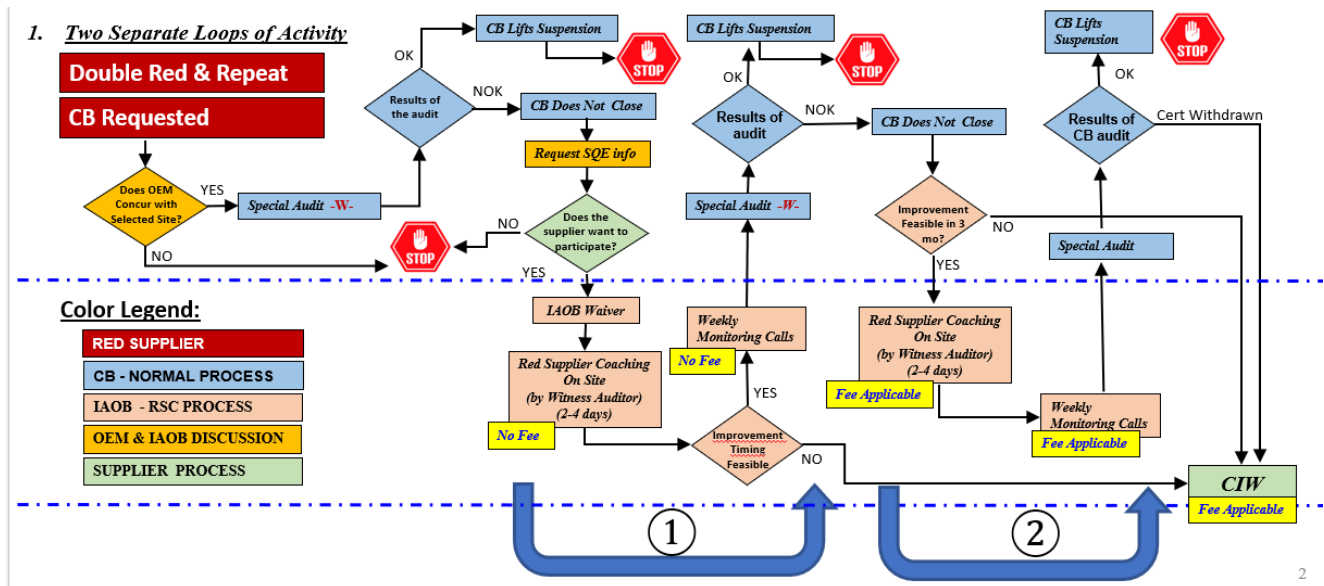 1. Two Separate Loops of Activity
Double Red & Repeat
CB Requested
Does OEM
Concur with
Selected Site?
YES
NO
Special Audit -W-
Results of
the audit
OK
NOK
CB Lifts Suspension
STOP
CB Does Not Close
Request SQE info
Does the
supplier want to
participate?
NO
STOP
YES
IAOB Waiver
Red Supplier Coaching
On Site
(by Witness Auditor)
(2-4 days)
No Fee
Improvement
Timing
Feasible
YES
NO
Weekly
Monitoring Calls
No Fee
Special Audit -W-
Results of
audit
OK
NOK
CB Lifts Suspension
STOP
CB Does Not Close
Improvement
Feasible in 3
mo?
NO
YES
Red Supplier Coaching
On Site
(by Witness Auditor)
(2-4 days)
Fee Applicable
Weekly
Monitoring Calls
Fee Applicable
Special Audit
Results of
CB audit
OK
Cert Withdrawn
CB Lifts
Suspension
STOP
CIW
Fee Applicable
Color Legend:
RED SUPPLIER
CB - NORMAL PROCESS
IAOB - RSC PROCESS
OEM & IAOB DISCUSSION
SUPPLIER PROCESS
1
2
2